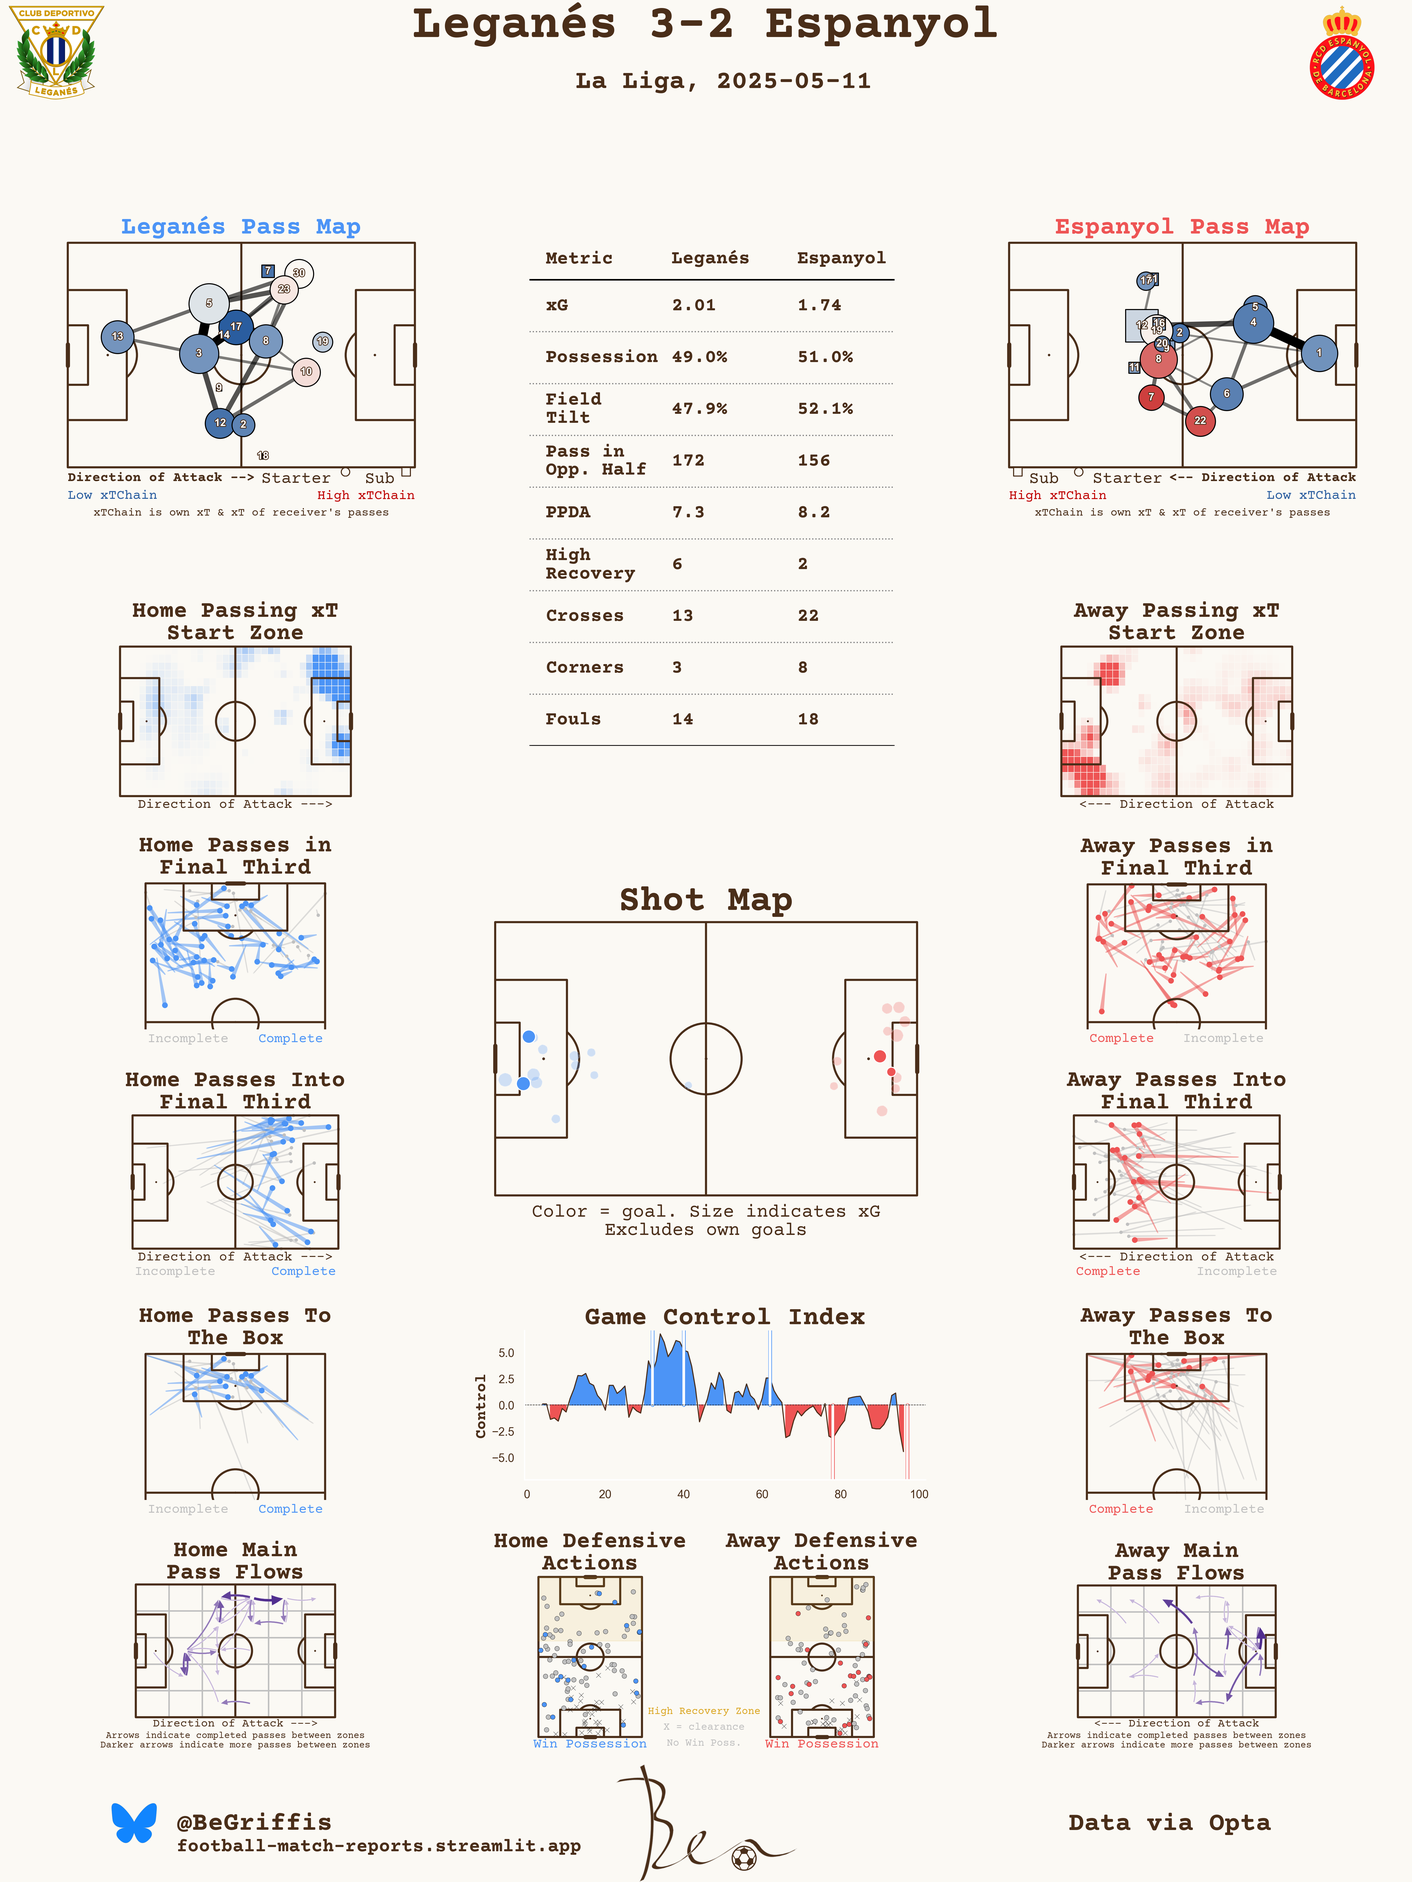 Leganés 3-2 Espanyol
La Liga, 2025-05-11
CLUB DEPORTIVO
C V D
L
LEGANÉS
RCD ESPANYOL
DE BARCELONA
Leganés Pass Map
7
30
23
5
17
14
13
3
8
19
10
9
12
2
18
Direction of Attack --> Starter Sub
Low xTChain High xTChain
xTChain is own xT & xT of receiver's passes
Metric Leganés Espanyol
xG 2.01 1.74
Possession 49.0% 51.0%
Field
Tilt 47.9% 52.1%
Pass in
Opp. Half 172 156
PPDA 7.3 8.2
High
Recovery 6 2
Crosses 13 22
Corners 3 8
Fouls 14 18
Espanyol Pass Map
5
12
4
2
20
1
8
11
7
6
22
Sub Starter <-- Direction of Attack
High xTChain Low xTChain
xTChain is own xT & xT of receiver's passes
Home Passing xT
Start Zone
Direction of Attack --->
Away Passing xT
Start Zone
<--- Direction of Attack
Home Passes in
Final Third
Incomplete Complete
Away Passes in
Final Third
Complete Incomplete
Shot Map
Color = goal. Size indicates xG
Excludes own goals
Home Passes Into
Final Third
Direction of Attack --->
Incomplete Complete
Away Passes Into
Final Third
<--- Direction of Attack
Complete Incomplete
Home Passes To
The Box
Incomplete Complete
Game Control Index
Control
5.0
2.5
0.0
−2.5
−5.0
0 20 40 60 80 100
Away Passes To
The Box
Complete Incomplete
Home Main
Pass Flows
Direction of Attack --->
Arrows indicate completed passes between zones
Darker arrows indicate more passes between zones
Home Defensive
Actions
Win Possession
Away Defensive
Actions
Win Possession
High Recovery Zone
X = clearance
No Win Poss.
Away Main
Pass Flows
<--- Direction of Attack
Arrows indicate completed passes between zones
Darker arrows indicate more passes between zones
@BeGriffis
football-match-reports.streamlit.app
Ben
Data via Opta